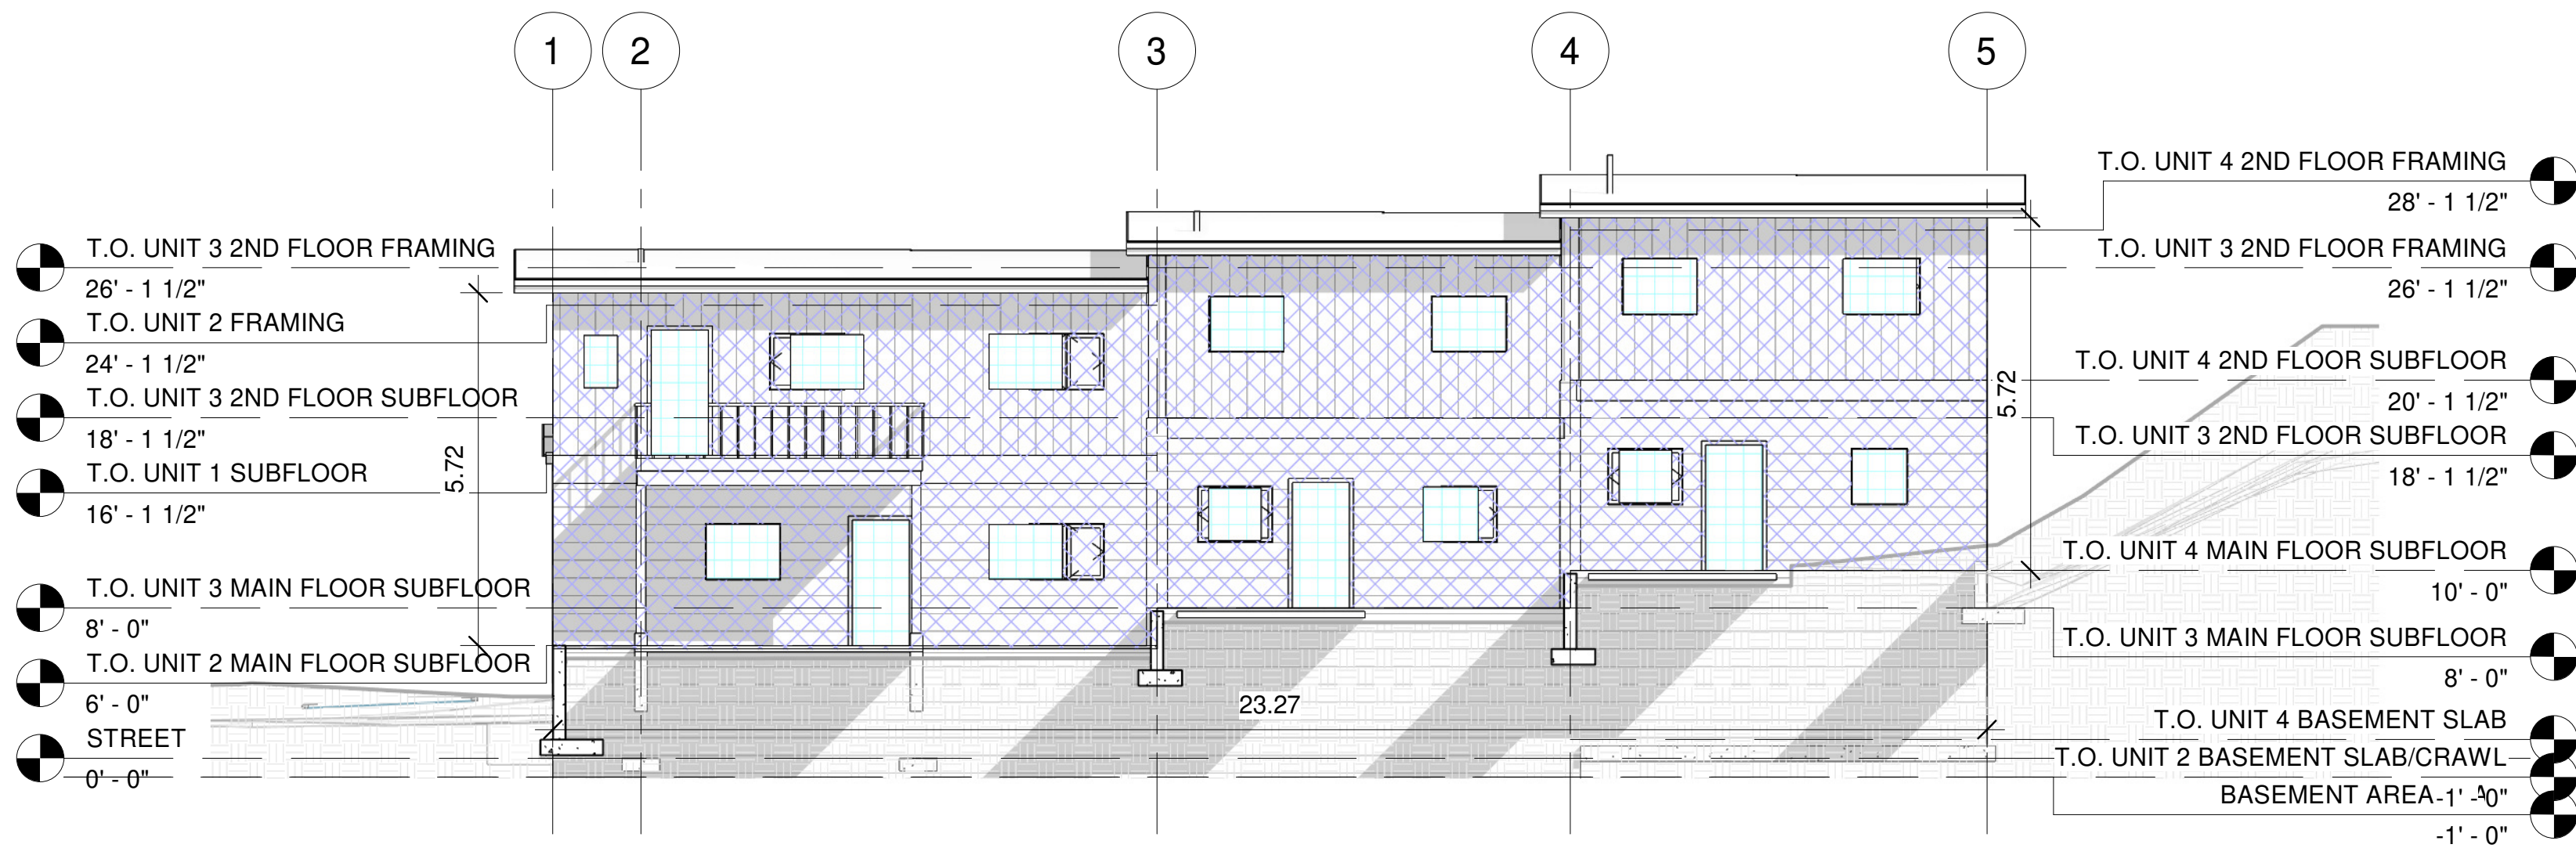 1 2 3 4 5
T.O. UNIT 3 2ND FLOOR FRAMING
26' - 1 1/2"
T.O. UNIT 2 FRAMING
24' - 1 1/2"
T.O. UNIT 3 2ND FLOOR SUBFLOOR
18' - 1 1/2"
T.O. UNIT 1 SUBFLOOR
16' - 1 1/2"
T.O. UNIT 3 MAIN FLOOR SUBFLOOR
8' - 0"
T.O. UNIT 2 MAIN FLOOR SUBFLOOR
6' - 0"
STREET
0' - 0"
5.72
23.27
5.72
T.O. UNIT 4 2ND FLOOR FRAMING
28' - 1 1/2"
T.O. UNIT 3 2ND FLOOR FRAMING
26' - 1 1/2"
T.O. UNIT 4 2ND FLOOR SUBFLOOR
20' - 1 1/2"
T.O. UNIT 3 2ND FLOOR SUBFLOOR
18' - 1 1/2"
T.O. UNIT 4 MAIN FLOOR SUBFLOOR
10' - 0"
T.O. UNIT 3 MAIN FLOOR SUBFLOOR
8' - 0"
T.O. UNIT 4 BASEMENT SLAB
T.O. UNIT 2 BASEMENT SLAB/CRAWL
BASEMENT AREA -1' - 0"
-1' - 0"